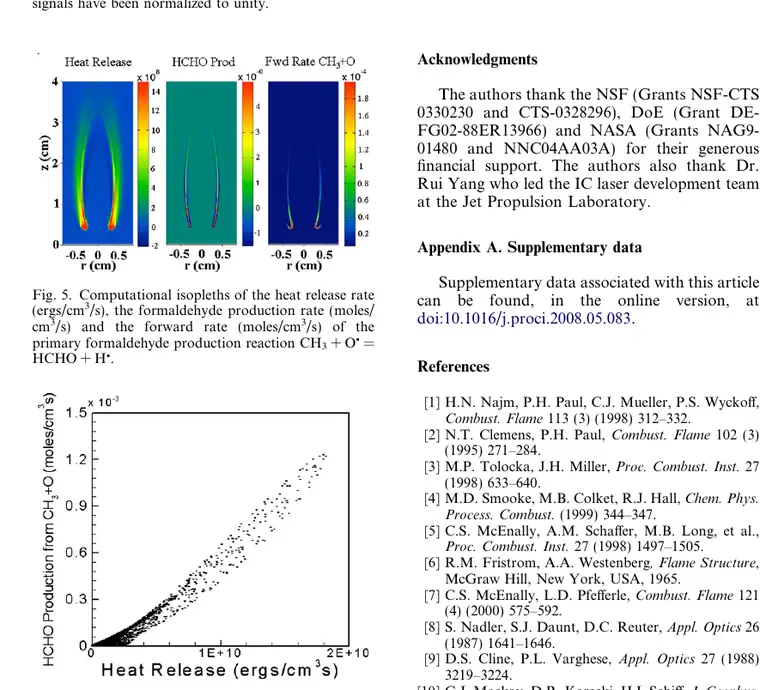 signals have been normalized to unity.
Heat Release HCHO Prod Fwd Rate CH₃+O
x 10⁸ x 10⁻⁶ x 10⁻⁴
4
3
2
1
0
z (cm)
14
12
10
8
6
4
2
0
-2
4
3
2
1
0
-1
1.8
1.6
1.4
1.2
1
0.8
0.6
0.4
0.2
-0.5 0 0.5 -0.5 0 0.5 -0.5 0 0.5
r (cm) r (cm) r (cm)
Fig. 5. Computational isopleths of the heat release rate
(ergs/cm³/s), the formaldehyde production rate (moles/
cm³/s) and the forward rate (moles/cm³/s) of the
primary formaldehyde production reaction CH₃ + O• =
HCHO + H•.
x 10⁻³
HCHO Production from CH₃+O (moles/cm³s)
1.5
1.2
0.9
0.6
0.3
0
0 1E+10 2E+10
Heat Release (ergs/cm³s)
Acknowledgments
The authors thank the NSF (Grants NSF-CTS
0330230 and CTS-0328296), DoE (Grant DE-
FG02-88ER13966) and NASA (Grants NAG9-
01480 and NNC04AA03A) for their generous
financial support. The authors also thank Dr.
Rui Yang who led the IC laser development team
at the Jet Propulsion Laboratory.
Appendix A. Supplementary data
Supplementary data associated with this article
can be found, in the online version, at
doi:10.1016/j.proci.2008.05.083.
References
[1] H.N. Najm, P.H. Paul, C.J. Mueller, P.S. Wyckoff,
Combust. Flame 113 (3) (1998) 312–332.
[2] N.T. Clemens, P.H. Paul, Combust. Flame 102 (3)
(1995) 271–284.
[3] M.P. Tolocka, J.H. Miller, Proc. Combust. Inst. 27
(1998) 633–640.
[4] M.D. Smooke, M.B. Colket, R.J. Hall, Chem. Phys.
Process. Combust. (1999) 344–347.
[5] C.S. McEnally, A.M. Schaffer, M.B. Long, et al.,
Proc. Combust. Inst. 27 (1998) 1497–1505.
[6] R.M. Fristrom, A.A. Westenberg, Flame Structure,
McGraw Hill, New York, USA, 1965.
[7] C.S. McEnally, L.D. Pfefferle, Combust. Flame 121
(4) (2000) 575–592.
[8] S. Nadler, S.J. Daunt, D.C. Reuter, Appl. Optics 26
(1987) 1641–1646.
[9] D.S. Cline, P.L. Varghese, Appl. Optics 27 (1988)
3219–3224.